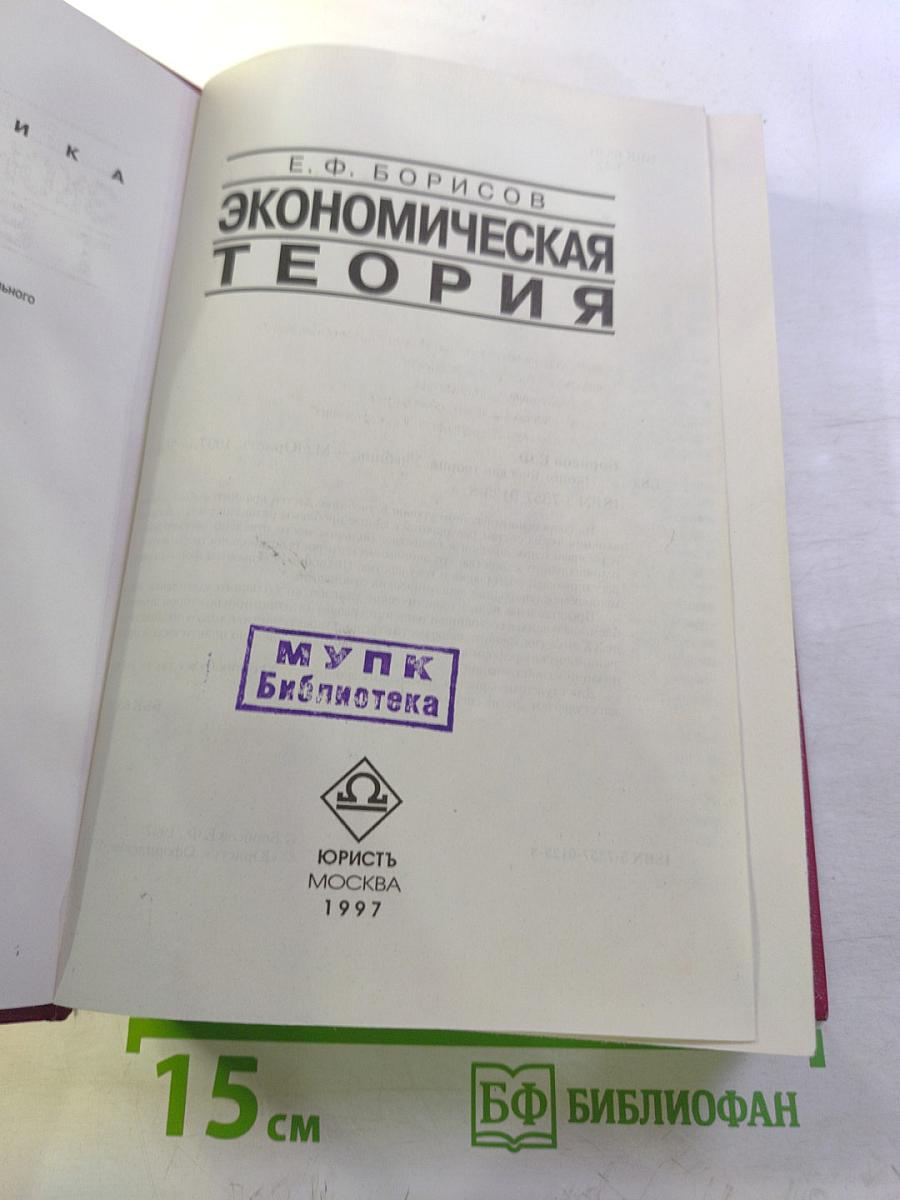 И К А
льного
Е. Ф. БОРИСОВ
ЭКОНОМИЧЕСКАЯ
ТЕОРИЯ
МУПК
Библиотека
ЮРИСТЪ
МОСКВА
1997
15 см
БФ БИБЛИОФАН